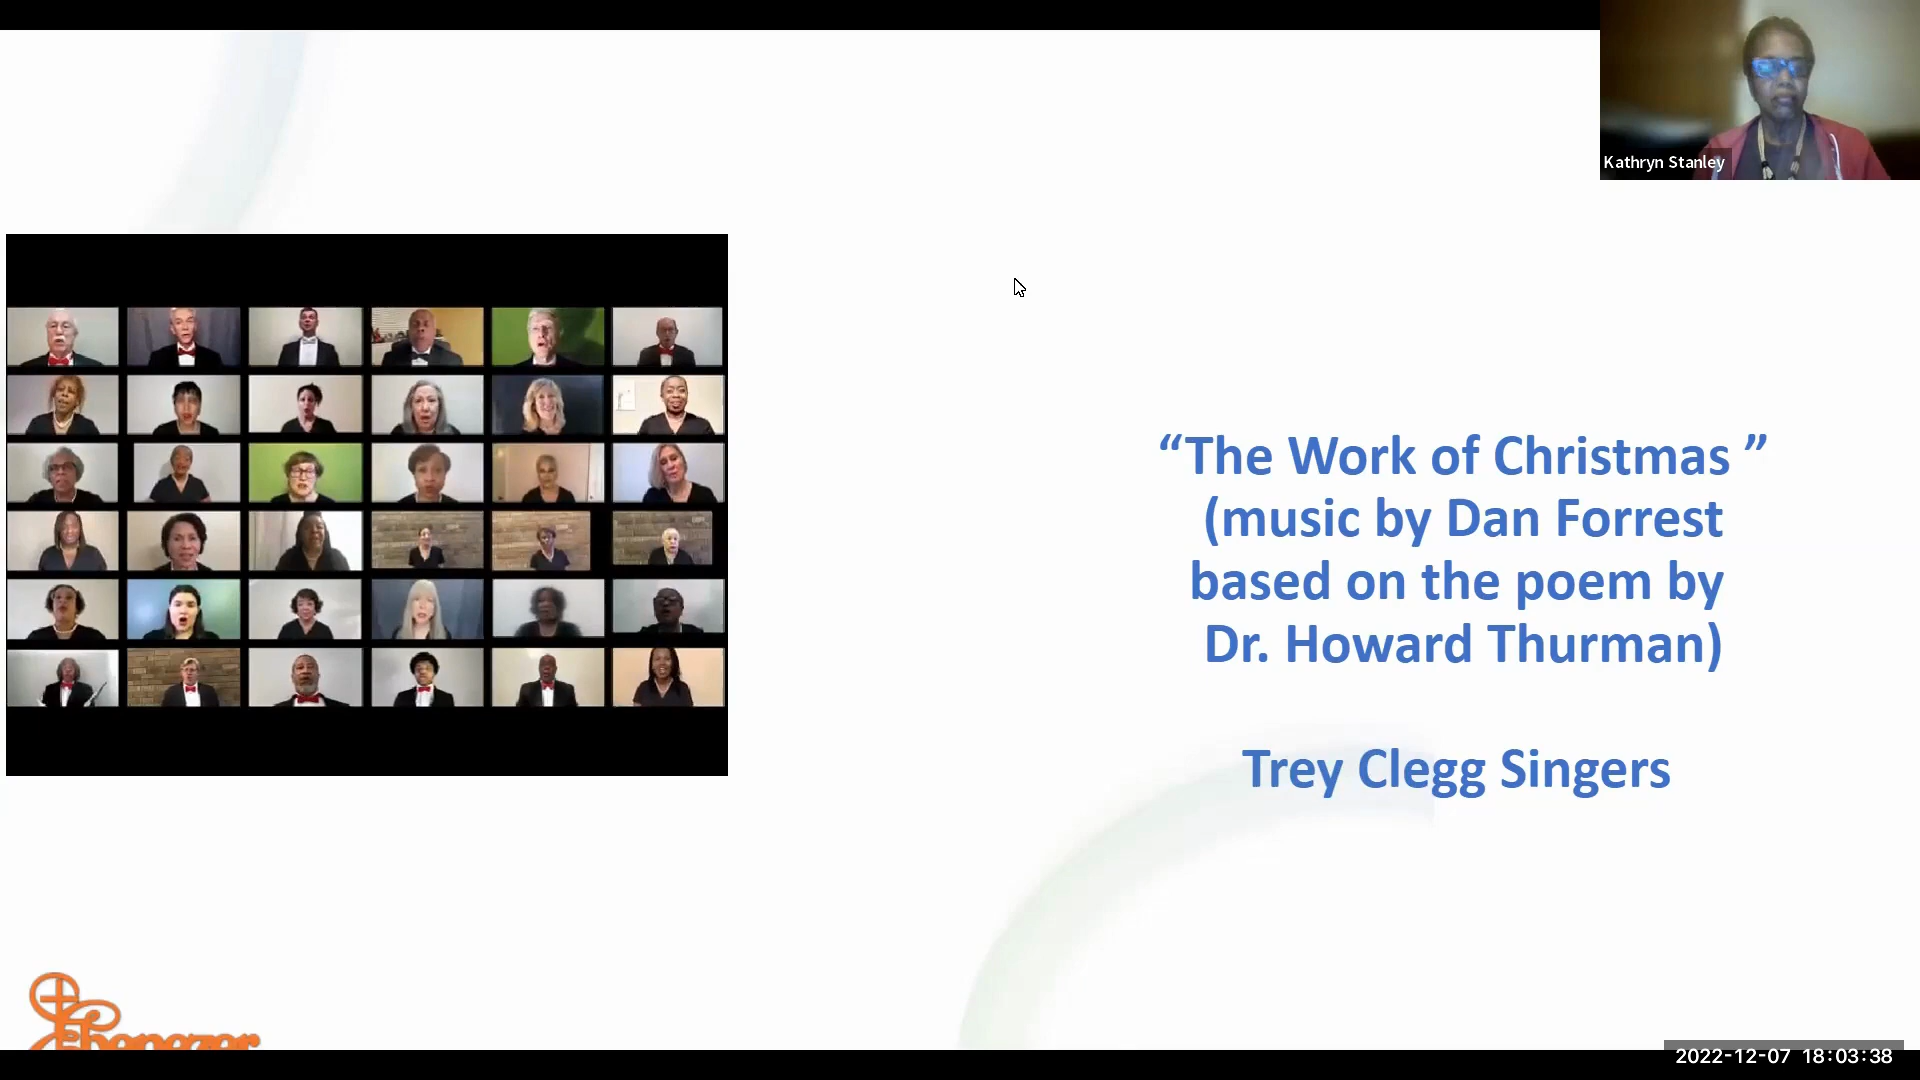 Kathryn Stanley
“The Work of Christmas ”
(music by Dan Forrest
based on the poem by
Dr. Howard Thurman)
Trey Clegg Singers
Ebenezer
2022-12-07 18:03:38